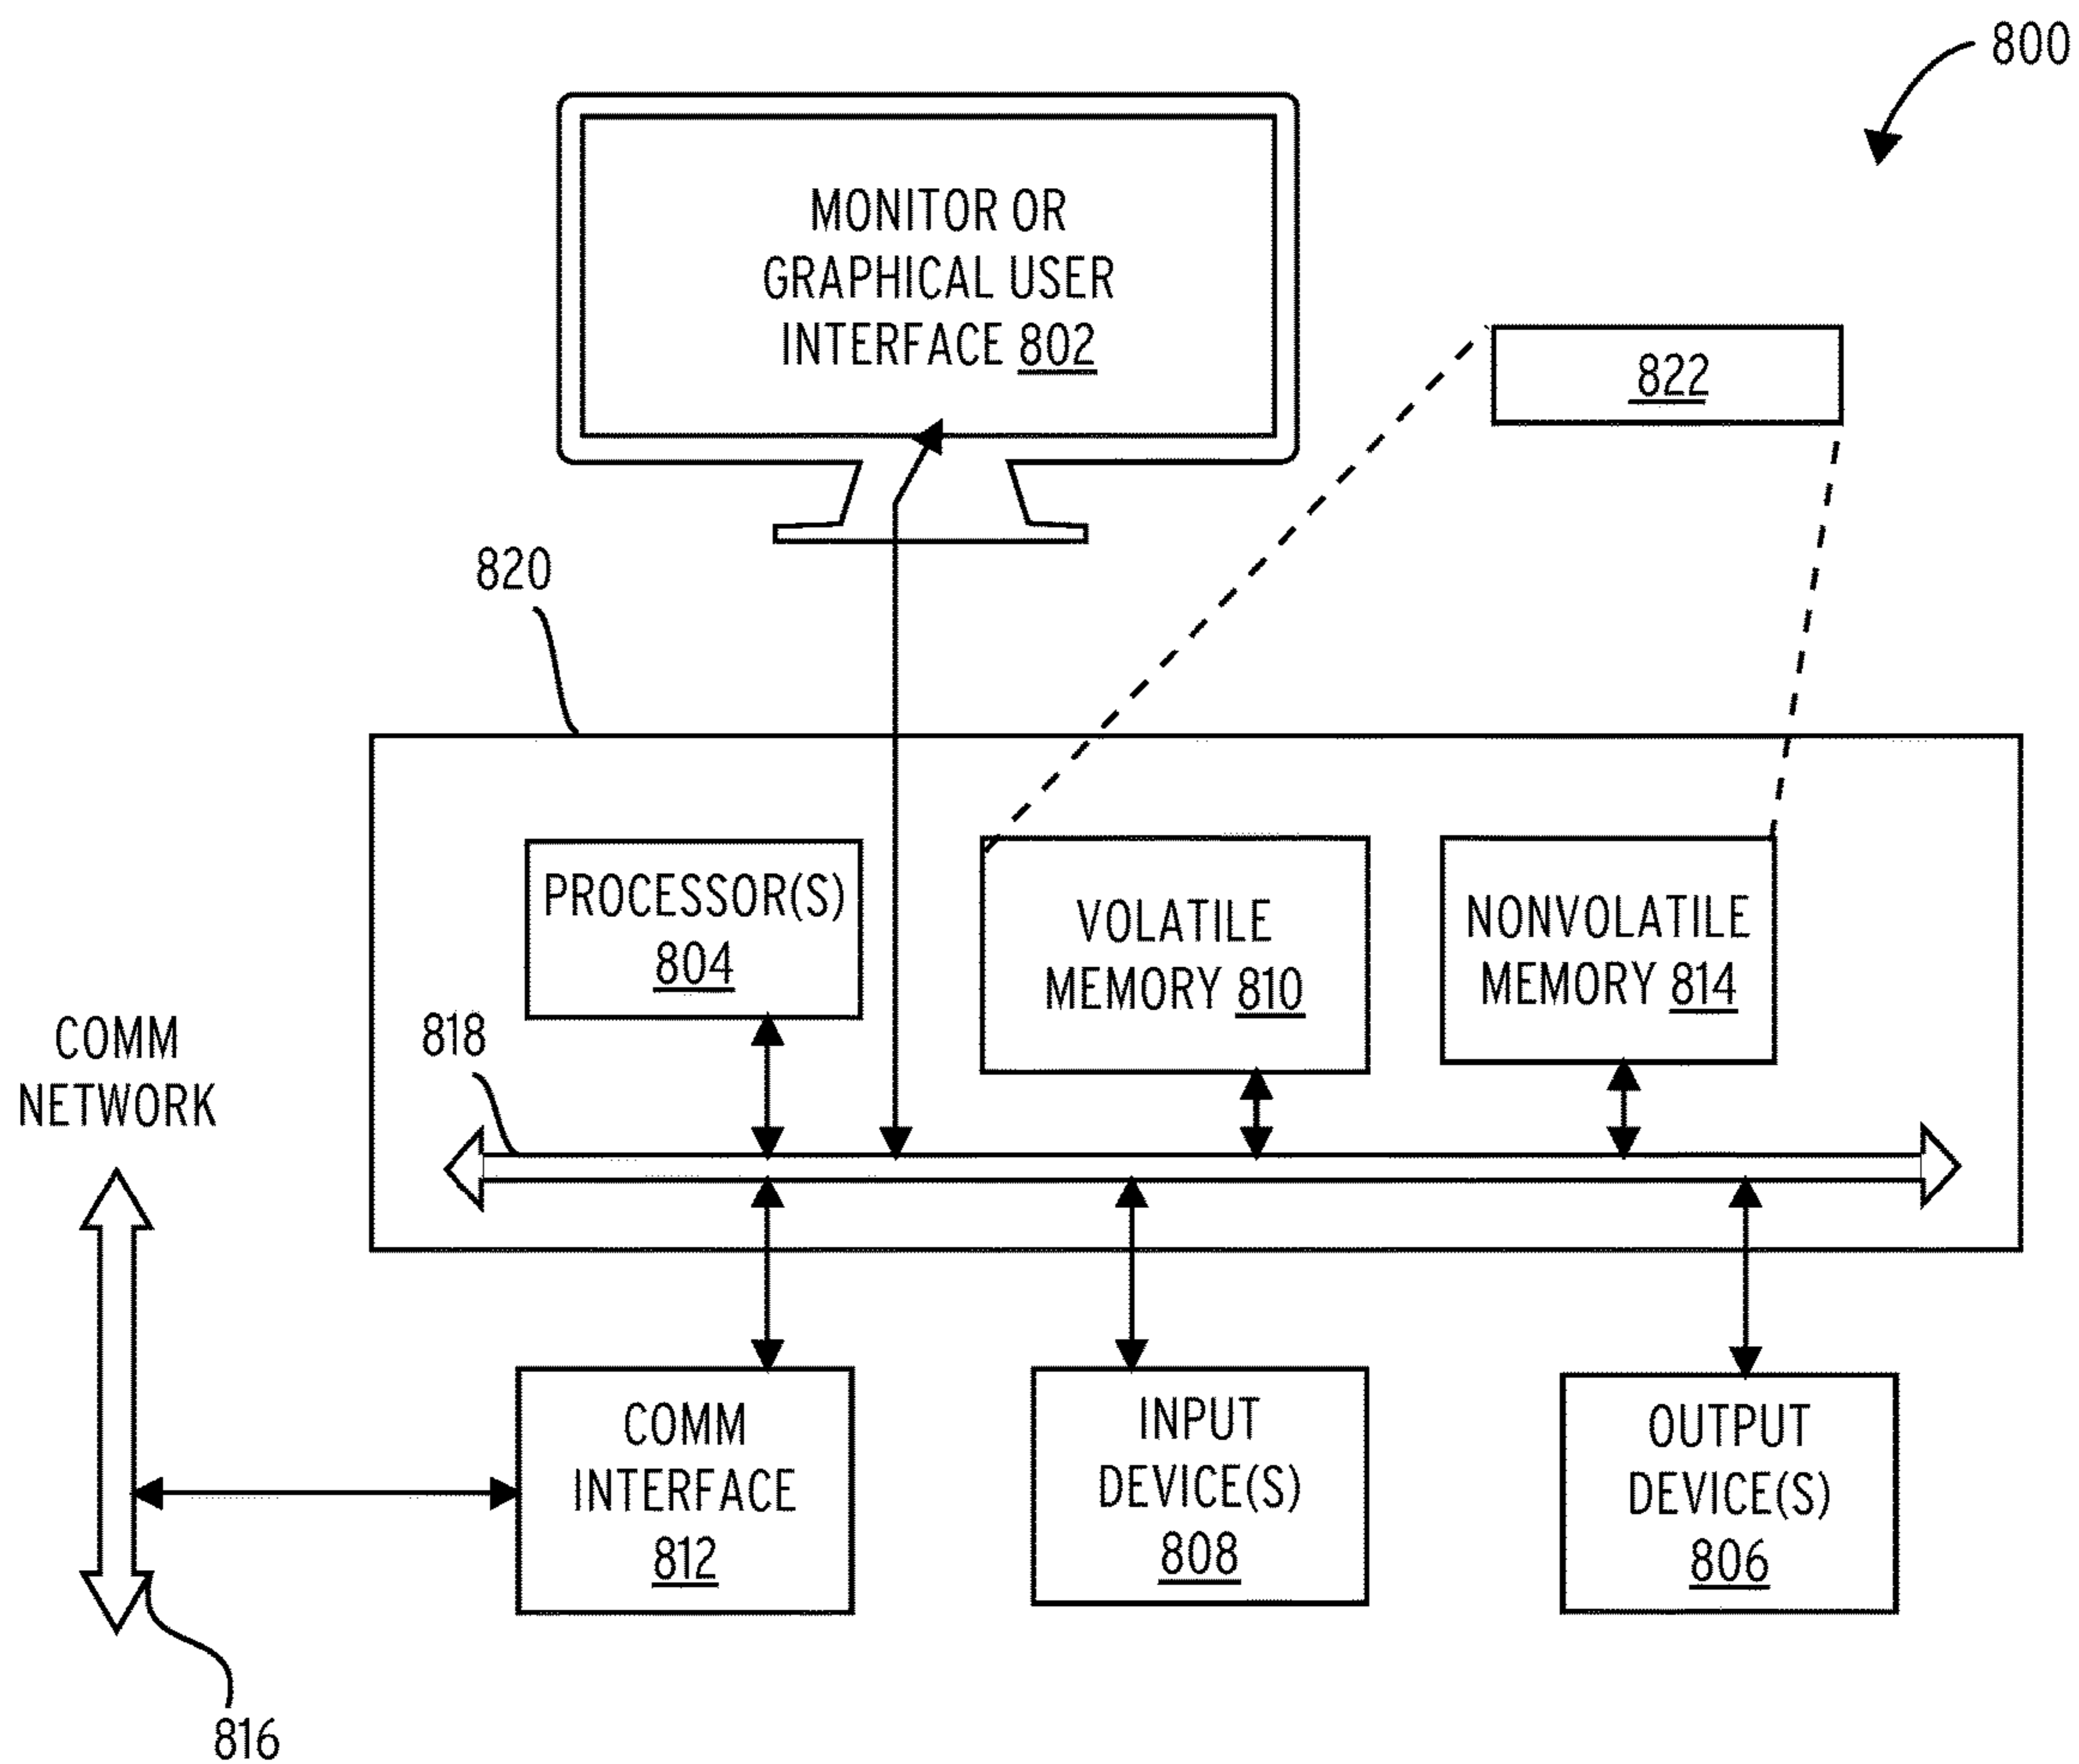 800
MONITOR OR
GRAPHICAL USER
INTERFACE 802
822
820
PROCESSOR(S)
804
VOLATILE
MEMORY 810
NONVOLATILE
MEMORY 814
818
COMM
NETWORK
COMM
INTERFACE
812
INPUT
DEVICE(S)
808
OUTPUT
DEVICE(S)
806
816